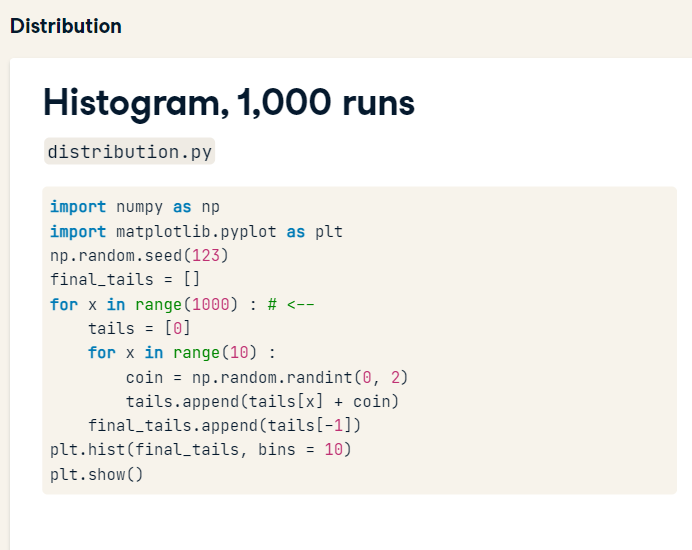 Distribution
Histogram, 1,000 runs
distribution.py
import numpy as np
import matplotlib.pyplot as plt
np.random.seed(123)
final_tails = []
for x in range(1000) : # <--
    tails = [0]
    for x in range(10) :
        coin = np.random.randint(0, 2)
        tails.append(tails[x] + coin)
    final_tails.append(tails[-1])
plt.hist(final_tails, bins = 10)
plt.show()